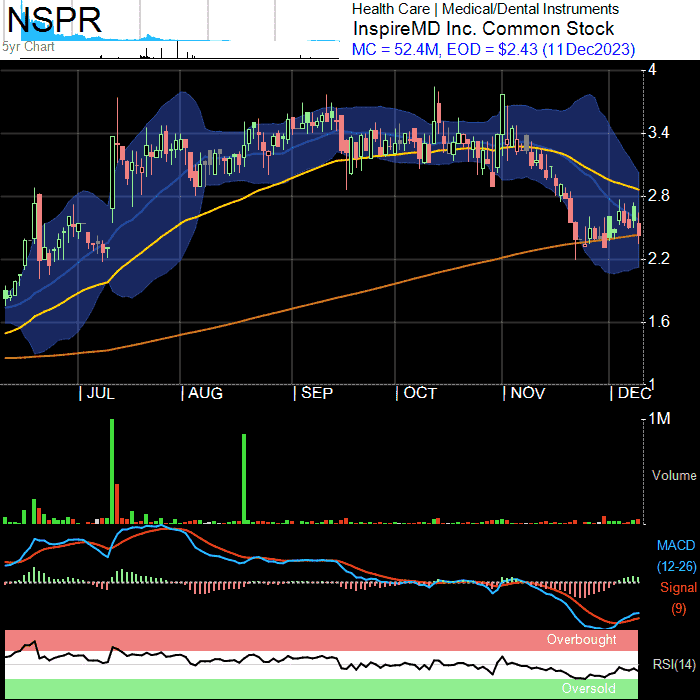 NSPR
Health Care | Medical/Dental Instruments
InspireMD Inc. Common Stock
5yr Chart
MC = 52.4M, EOD = $2.43 (11Dec2023)
4
3.4
2.8
2.2
1.6
1
| JUL | AUG | SEP | OCT | NOV | DEC
1M
Volume
MACD
(12-26)
Signal
(9)
Overbought
RSI(14)
Oversold